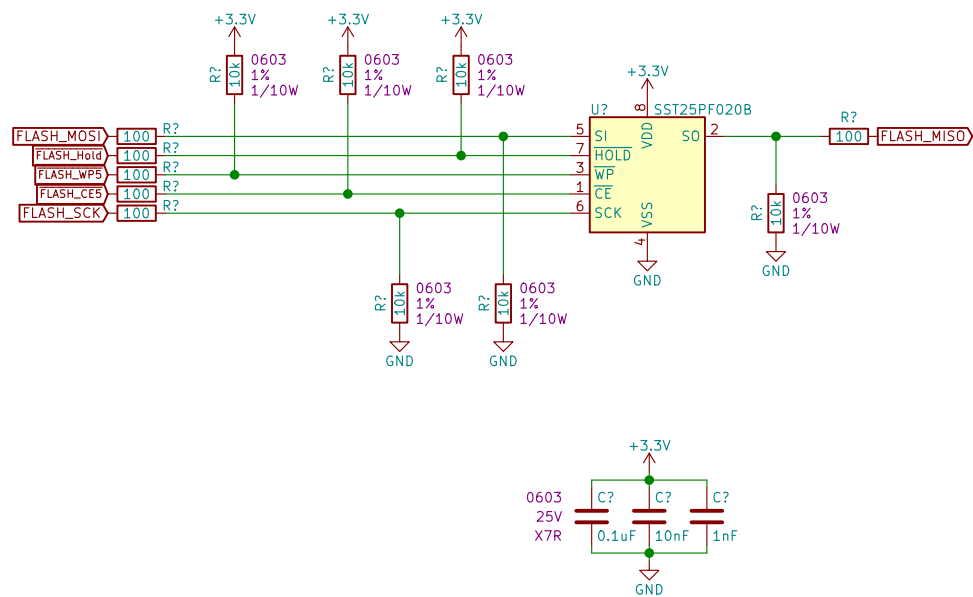 +3.3V
+3.3V
+3.3V
R?
10k
0603
1%
1/10W
R?
10k
0603
1%
1/10W
R?
10k
0603
1%
1/10W
+3.3V
U?
SST25PF020B
8
VDD
FLASH_MOSI
100
R?
5
SI
SO
2
R?
100
FLASH_MISO
FLASH_Hold
100
7
HOLD
FLASH_WP5
100
R?
3
WP
FLASH_CE5
100
R?
1
CE
FLASH_SCK
100
R?
6
SCK
VSS
4
GND
R?
10k
0603
1%
1/10W
GND
R?
10k
0603
1%
1/10W
GND
R?
10k
0603
1%
1/10W
GND
+3.3V
0603
25V
X7R
C?
0.1uF
C?
10nF
C?
1nF
GND